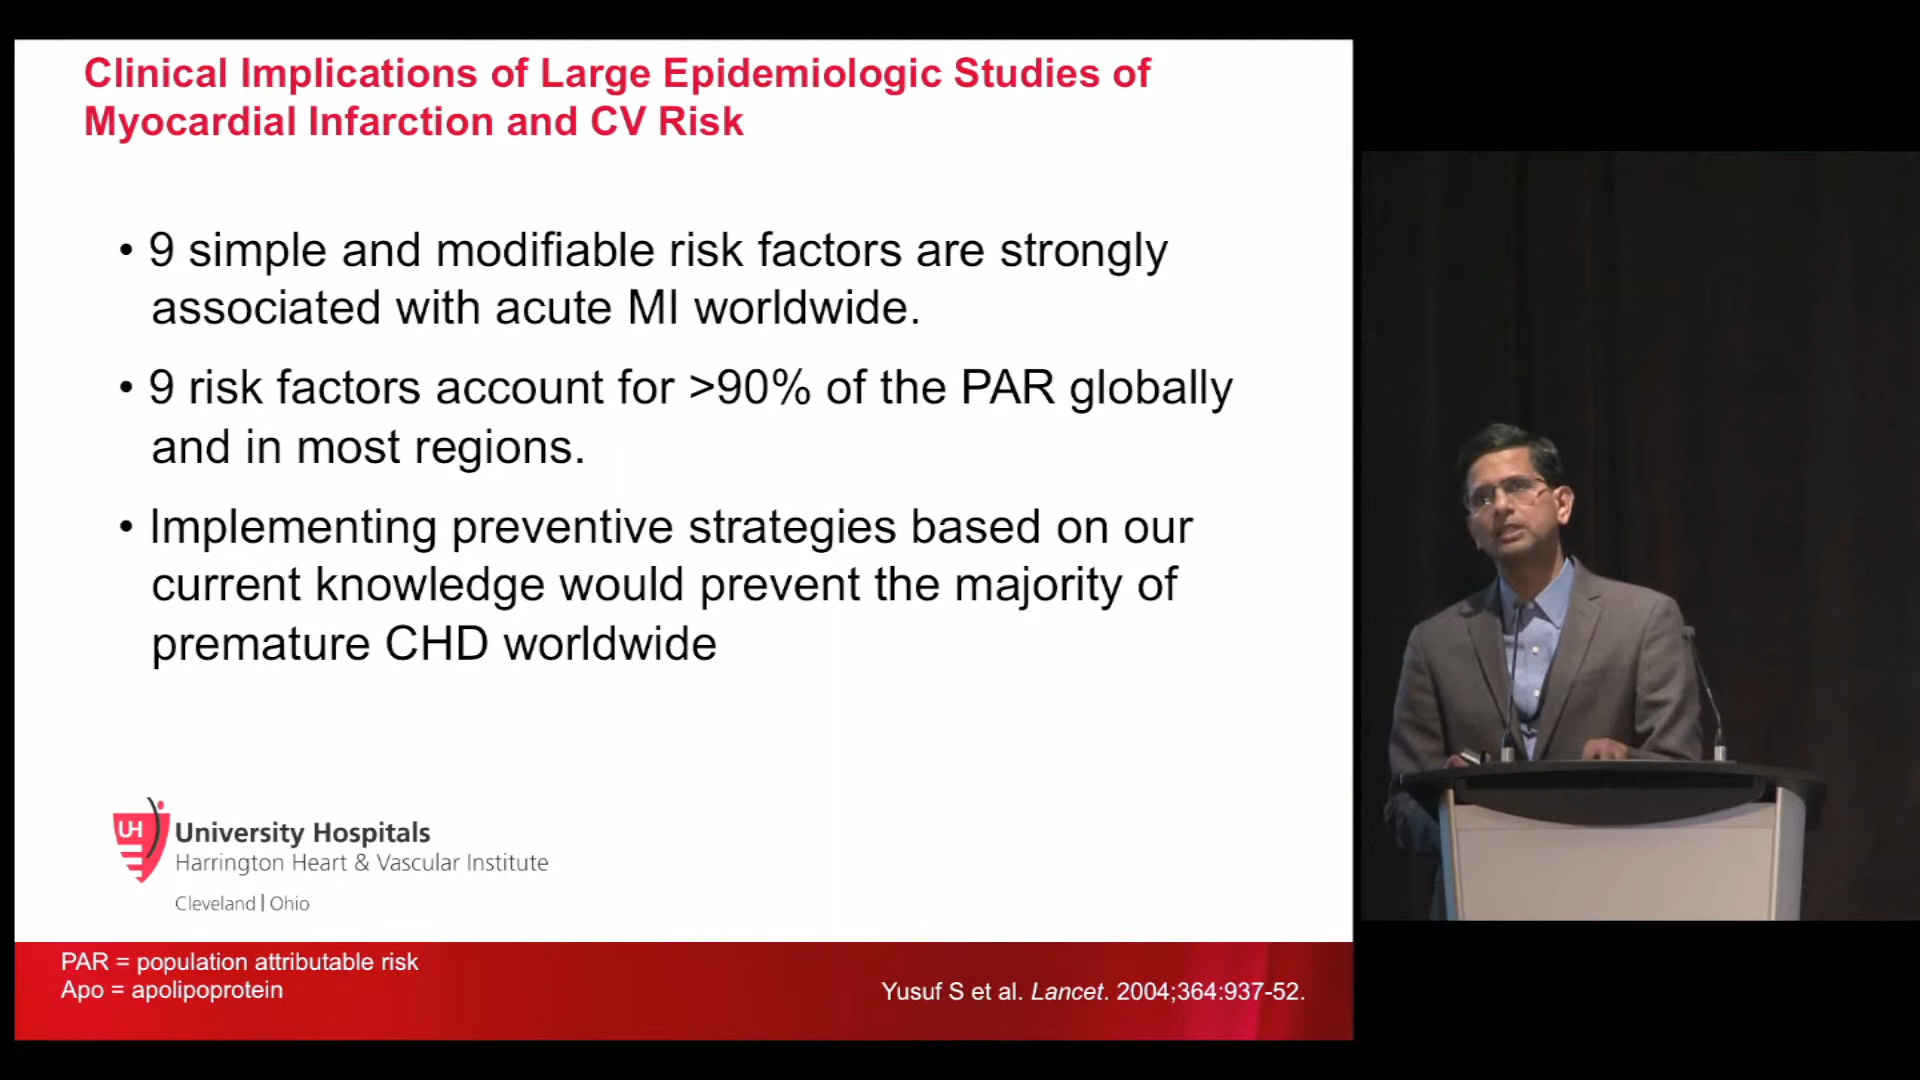 Clinical Implications of Large Epidemiologic Studies of
Myocardial Infarction and CV Risk
• 9 simple and modifiable risk factors are strongly
associated with acute MI worldwide.
• 9 risk factors account for >90% of the PAR globally
and in most regions.
• Implementing preventive strategies based on our
current knowledge would prevent the majority of
premature CHD worldwide
UH
University Hospitals
Harrington Heart & Vascular Institute
Cleveland | Ohio
PAR = population attributable risk
Apo = apolipoprotein
Yusuf S et al. Lancet. 2004;364:937-52.